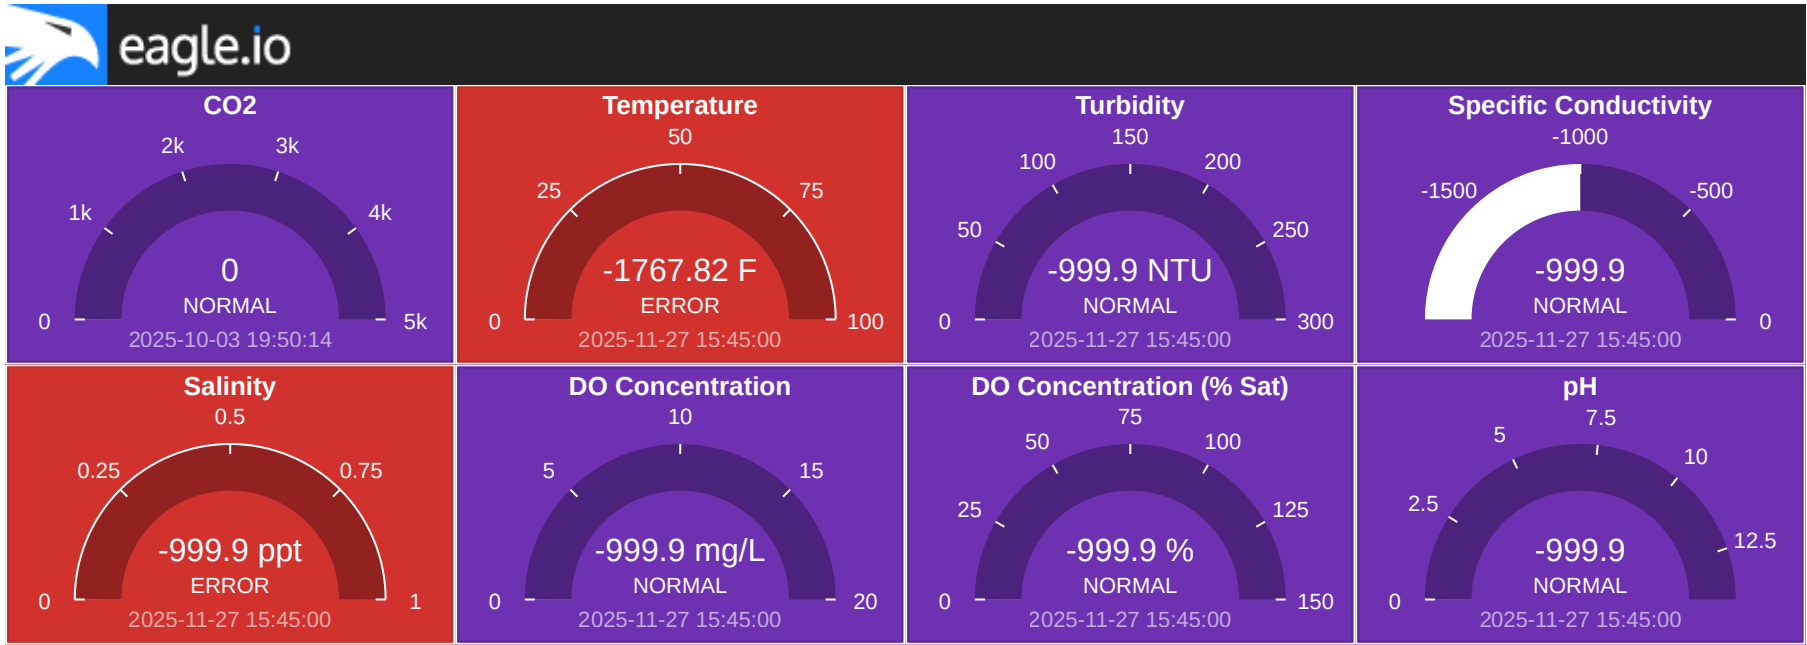 eagle.io
CO2
0
1k
2k
3k
4k
5k
0
NORMAL
2025-10-03 19:50:14
Temperature
0
25
50
75
100
-1767.82 F
ERROR
2025-11-27 15:45:00
Turbidity
0
50
100
150
200
250
300
-999.9 NTU
NORMAL
2025-11-27 15:45:00
Specific Conductivity
-1500
-1000
-500
0
-999.9
NORMAL
2025-11-27 15:45:00
Salinity
0
0.25
0.5
0.75
1
-999.9 ppt
ERROR
2025-11-27 15:45:00
DO Concentration
0
5
10
15
20
-999.9 mg/L
NORMAL
2025-11-27 15:45:00
DO Concentration (% Sat)
0
25
50
75
100
125
150
-999.9 %
NORMAL
2025-11-27 15:45:00
pH
0
2.5
5
7.5
10
12.5
-999.9
NORMAL
2025-11-27 15:45:00